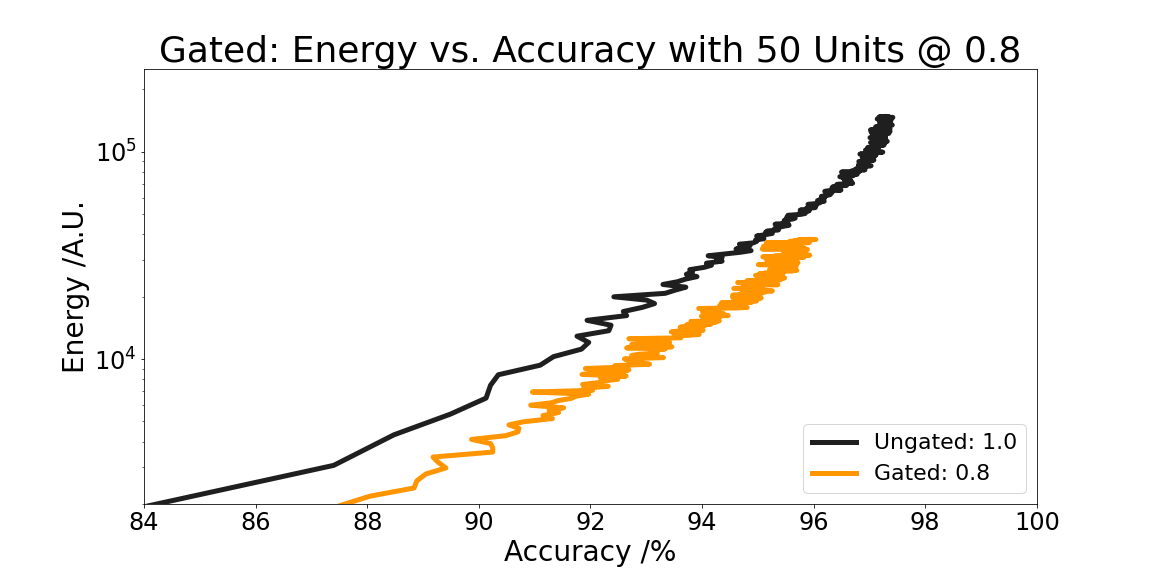 Gated: Energy vs. Accuracy with 50 Units @ 0.8
Energy /A.U.
10^5
10^4
Ungated: 1.0
Gated: 0.8
84 86 88 90 92 94 96 98 100
Accuracy /%